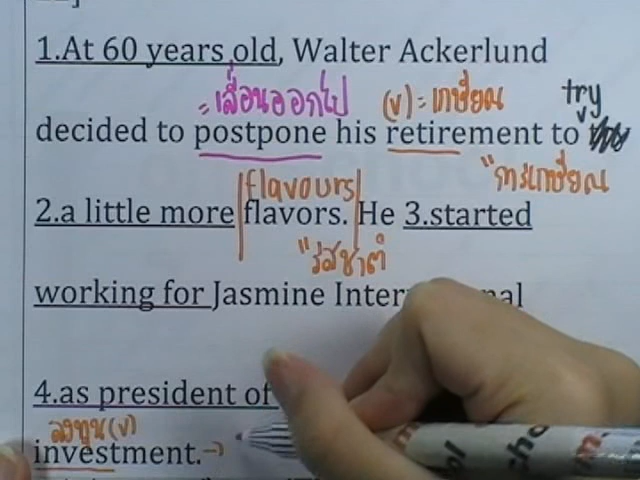 1.At 60 years old, Walter Ackerlund
= เลื่อนออกไป (v) = เกษียณ try
decided to postpone his retirement to
"การเกษียณ
flavours
2.a little more flavors. He 3.started
"รสชาติ
working for Jasmine
4.as president of
ลงทุน (v)
investment.→